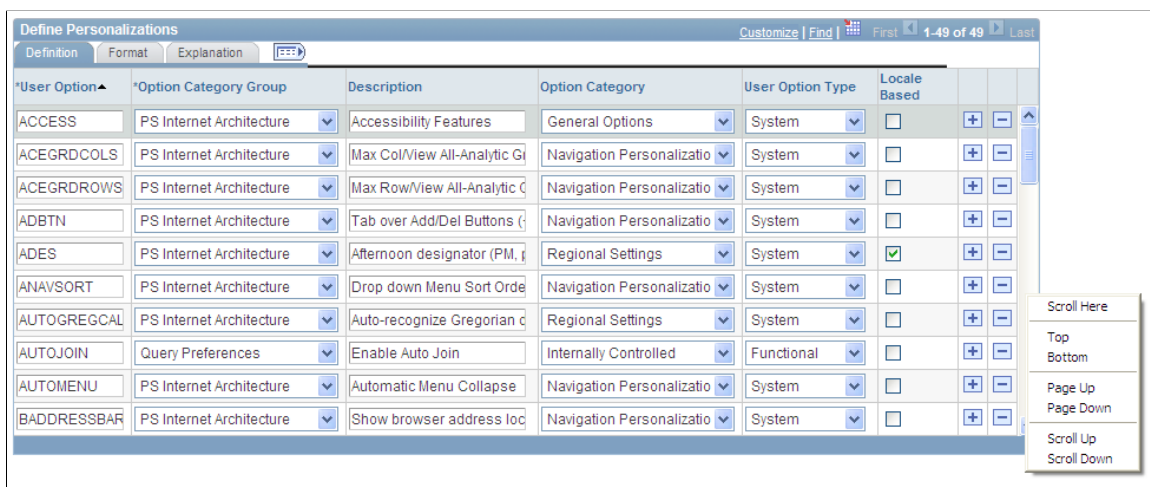 Define Personalizations
Customize | Find | First 1-49 of 49 Last
Definition Format Explanation
*User Option *Option Category Group Description Option Category User Option Type Locale Based
ACCESS PS Internet Architecture Accessibility Features General Options System
ACEGRDCOLS PS Internet Architecture Max Col/View All-Analytic Navigation Personalizatio System
ACEGRDROWS PS Internet Architecture Max Row/View All-Analytic Navigation Personalizatio System
ADBTN PS Internet Architecture Tab over Add/Del Buttons Navigation Personalizatio System
ADES PS Internet Architecture Afternoon designator (PM, Regional Settings System
ANAVSORT PS Internet Architecture Drop down Menu Sort Orde Navigation Personalizatio System
AUTOGREGCAL PS Internet Architecture Auto-recognize Gregorian Regional Settings System
AUTOJOIN Query Preferences Enable Auto Join Internally Controlled Functional
AUTOMENU PS Internet Architecture Automatic Menu Collapse Navigation Personalizatio System
BADDRESSBAR PS Internet Architecture Show browser address loc Navigation Personalizatio System
Scroll Here
Top
Bottom
Page Up
Page Down
Scroll Up
Scroll Down